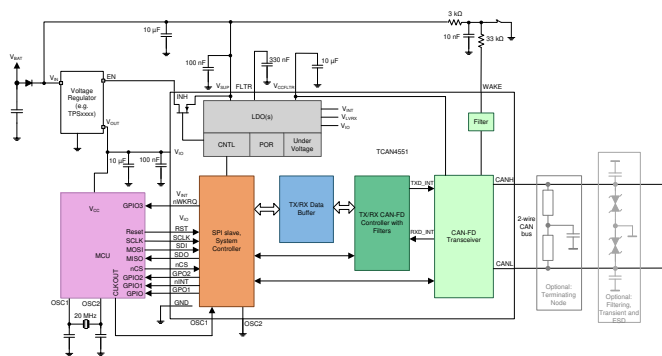 3 kΩ
10 µF
10 nF
33 kΩ
100 nF
330 nF
10 µF
VBAT
VIN
Voltage
Regulator
(e.g.
TPSxxxx)
EN
VOUT
INH
VSUP
FLTR
VCCFLTR
WAKE
LDO(s)
VINT
VLVRX
VIO
CNTL
POR
Under
Voltage
TCAN4551
Filter
10 µF
100 nF
VIO
VCC
MCU
GPIO3
Reset
SCLK
MOSI
MISO
nCS
GPIO2
GPIO1
GPIO
CLKOUT
OSC1
OSC2
20 MHz
VINT
nWKRQ
VIO
RST
SCLK
SDI
SDO
nCS
GPO2
nINT
GPO1
GND
OSC1
OSC2
SPI slave,
System
Controller
TX/RX Data
Buffer
TX/RX CAN-FD
Controller with
Filters
TXD_INT
RXD_INT
CAN-FD
Transceiver
CANH
CANL
2-wire
CAN
bus
Optional:
Terminating
Node
Optional:
Filtering,
Transient and
ESD